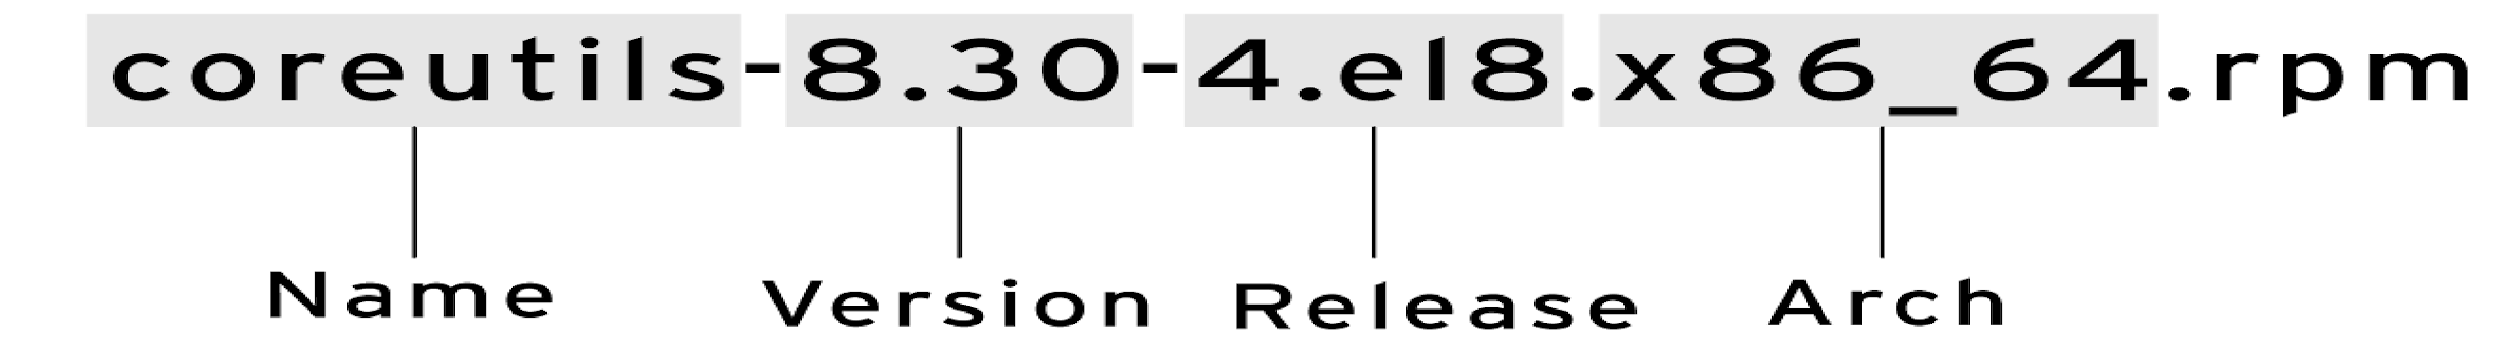 coreutils-8.30-4.el8.x86_64.rpm
Name Version Release Arch